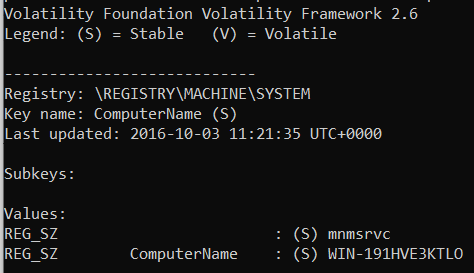 Volatility Foundation Volatility Framework 2.6
Legend: (S) = Stable   (V) = Volatile
----------------------------
Registry: \REGISTRY\MACHINE\SYSTEM
Key name: ComputerName (S)
Last updated: 2016-10-03 11:21:35 UTC+0000
Subkeys:
Values:
REG_SZ                        : (S) mnmsrvc
REG_SZ        ComputerName    : (S) WIN-191HVE3KTLO